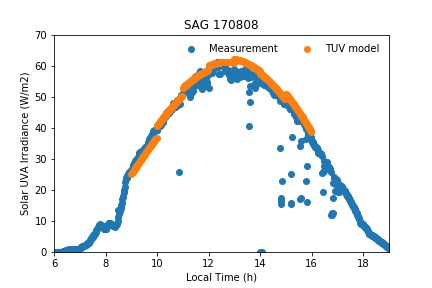 SAG 170808
Measurement
TUV model
Solar UVA Irradiance (W/m2)
70
60
50
40
30
20
10
0
6 8 10 12 14 16 18
Local Time (h)